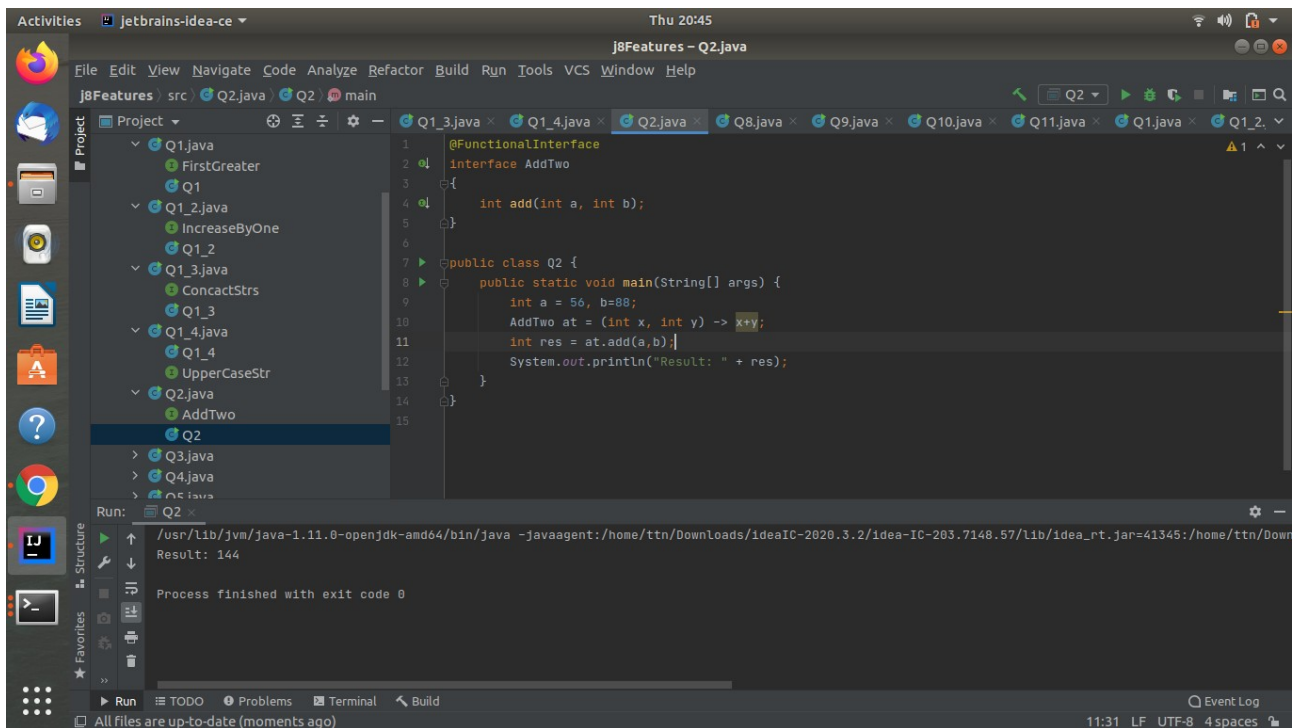 Activities jetbrains-idea-ce Thu 20:45
j8Features – Q2.java
File Edit View Navigate Code Analyze Refactor Build Run Tools VCS Window Help
j8Features src Q2.java Q2 main Q2
Project Project Q1_3.java Q1_4.java Q2.java Q8.java Q9.java Q10.java Q11.java Q1.java Q1_2.
Q1.java
FirstGreater
Q1
Q1_2.java
IncreaseByOne
Q1_2
Q1_3.java
ConcactStrs
Q1_3
Q1_4.java
Q1_4
UpperCaseStr
Q2.java
AddTwo
Q2
Q3.java
Q4.java
Q5.java
1 @FunctionalInterface 1
2 interface AddTwo
3 {
4 int add(int a, int b);
5 }
6
7 public class Q2 {
8 public static void main(String[] args) {
9 int a = 56, b=88;
10 AddTwo at = (int x, int y) -> x+y;
11 int res = at.add(a,b);
12 System.out.println("Result: " + res);
13 }
14 }
15
Run: Q2
/usr/lib/jvm/java-1.11.0-openjdk-amd64/bin/java -javaagent:/home/ttn/Downloads/ideaIC-2020.3.2/idea-IC-203.7148.57/lib/idea_rt.jar=41345:/home/ttn/Down
Result: 144
Process finished with exit code 0
Structure
Favorites
Run TODO Problems Terminal Build Event Log
All files are up-to-date (moments ago) 11:31 LF UTF-8 4 spaces